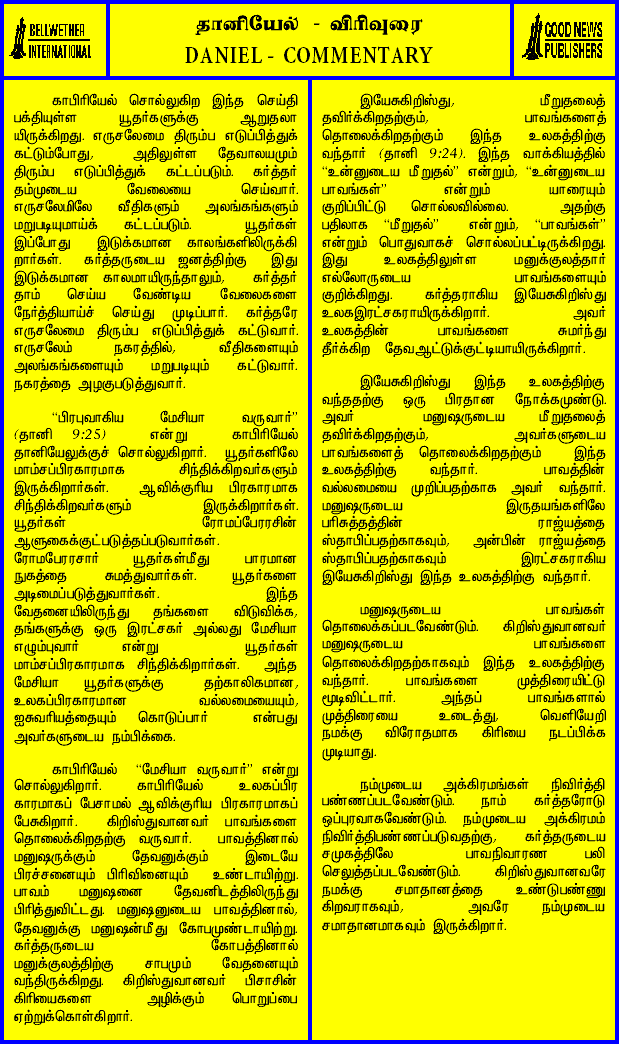 BELLWETHER
INTERNATIONAL
தானியேல் - விரிவுரை
DANIEL - COMMENTARY
GOOD NEWS
PUBLISHERS
காபிரியேல் சொல்லுகிற இந்த செய்தி
பக்தியுள்ள யூதர்களுக்கு ஆறுதலா
யிருக்கிறது. எருசலேமை திரும்ப எடுப்பித்துக்
கட்டும்போது, அதிலுள்ள தேவாலயமும்
திரும்ப எடுப்பித்துக் கட்டப்படும். கர்த்தர்
தம்முடைய வேலையை செய்வார்.
எருசலேமிலே வீதிகளும் அலங்கங்களும்
மறுபடியுமாய்க் கட்டப்படும். யூதர்கள்
இப்போது இடுக்கமான காலங்களிலிருக்கி
றார்கள். கர்த்தருடைய ஜனத்திற்கு இது
இடுக்கமான காலமாயிருந்தாலும், கர்த்தர்
தாம் செய்ய வேண்டிய வேலைகளை
நேர்த்தியாய்ச் செய்து முடிப்பார். கர்த்தரே
எருசலேமை திரும்ப எடுப்பித்துக் கட்டுவார்.
எருசலேம் நகரத்தில், வீதிகளையும்
அலங்கங்களையும் மறுபடியும் கட்டுவார்.
நகரத்தை அழகுபடுத்துவார்.
“பிரபுவாகிய மேசியா வருவார்”
(தானி 9:25) என்று காபிரியேல்
தானியேலுக்குச் சொல்லுகிறார். யூதர்களிலே
மாம்சப்பிரகாரமாக சிந்திக்கிறவர்களும்
இருக்கிறார்கள். ஆவிக்குரிய பிரகாரமாக
சிந்திக்கிறவர்களும் இருக்கிறார்கள்.
யூதர்கள் ரோமப்பேரரசின்
ஆளுகைக்குட்படுத்தப்படுவார்கள்.
ரோமபேரரசார் யூதர்கள்மீது பாரமான
நுகத்தை சுமத்துவார்கள். யூதர்களை
அடிமைப்படுத்துவார்கள். இந்த
வேதனையிலிருந்து தங்களை விடுவிக்க,
தங்களுக்கு ஒரு இரட்சகர் அல்லது மேசியா
எழும்புவார் என்று யூதர்கள்
மாம்சப்பிரகாரமாக சிந்திக்கிறார்கள். அந்த
மேசியா யூதர்களுக்கு தற்காலிகமான,
உலகப்பிரகாரமான வல்லமையையும்,
ஐசுவரியத்தையும் கொடுப்பார் என்பது
அவர்களுடைய நம்பிக்கை.
காபிரியேல் “மேசியா வருவார்” என்று
சொல்லுகிறார். காபிரியேல் உலகப்பிர
காரமாகப் பேசாமல் ஆவிக்குரிய பிரகாரமாகப்
பேசுகிறார். கிறிஸ்துவானவர் பாவங்களை
தொலைக்கிறதற்கு வருவார். பாவத்தினால்
மனுஷருக்கும் தேவனுக்கும் இடையே
பிரச்சனையும் பிரிவினையும் உண்டாயிற்று.
பாவம் மனுஷனை தேவனிடத்திலிருந்து
பிரித்துவிட்டது. மனுஷனுடைய பாவத்தினால்,
தேவனுக்கு மனுஷன்மீது கோபமுண்டாயிற்று.
கர்த்தருடைய கோபத்தினால்
மனுக்குலத்திற்கு சாபமும் வேதனையும்
வந்திருக்கிறது. கிறிஸ்துவானவர் பிசாசின்
கிரியைகளை அழிக்கும் பொறுப்பை
ஏற்றுக்கொள்கிறார்.
இயேசுகிறிஸ்து, மீறுதலைத்
தவிர்க்கிறதற்கும், பாவங்களைத்
தொலைக்கிறதற்கும் இந்த உலகத்திற்கு
வந்தார் (தானி 9:24). இந்த வாக்கியத்தில்
“உன்னுடைய மீறுதல்” என்றும், “உன்னுடைய
பாவங்கள்” என்றும் யாரையும்
குறிப்பிட்டு சொல்லவில்லை. அதற்கு
பதிலாக “மீறுதல்” என்றும், “பாவங்கள்”
என்றும் பொதுவாகச் சொல்லப்பட்டிருக்கிறது.
இது உலகத்திலுள்ள மனுக்குலத்தார்
எல்லோருடைய பாவங்களையும்
குறிக்கிறது. கர்த்தராகிய இயேசுகிறிஸ்து
உலகஇரட்சகராயிருக்கிறார். அவர்
உலகத்தின் பாவங்களை சுமர்ந்து
தீர்க்கிற தேவஆட்டுக்குட்டியாயிருக்கிறார்.
இயேசுகிறிஸ்து இந்த உலகத்திற்கு
வந்ததற்கு ஒரு பிரதான நோக்கமுண்டு.
அவர் மனுஷருடைய மீறுதலைத்
தவிர்க்கிறதற்கும், அவர்களுடைய
பாவங்களைத் தொலைக்கிறதற்கும் இந்த
உலகத்திற்கு வந்தார். பாவத்தின்
வல்லமையை முறிப்பதற்காக அவர் வந்தார்.
மனுஷருடைய இருதயங்களிலே
பரிசுத்தத்தின் ராஜ்யத்தை
ஸ்தாபிப்பதற்காகவும், அன்பின் ராஜ்யத்தை
ஸ்தாபிப்பதற்காகவும் இரட்சகராகிய
இயேசுகிறிஸ்து இந்த உலகத்திற்கு வந்தார்.
மனுஷருடைய பாவங்கள்
தொலைக்கப்படவேண்டும். கிறிஸ்துவானவர்
மனுஷருடைய பாவங்களை
தொலைக்கிறதற்காகவும் இந்த உலகத்திற்கு
வந்தார். பாவங்களை முத்திரையிட்டு
மூடிவிட்டார். அந்தப் பாவங்களால்
முத்திரையை உடைத்து, வெளியேறி
நமக்கு விரோதமாக கிரியை நடப்பிக்க
முடியாது.
நம்முடைய அக்கிரமங்கள் நிவிர்த்தி
பண்ணப்படவேண்டும். நாம் கர்த்தரோடு
ஒப்புரவாகவேண்டும். நம்முடைய அக்கிரமம்
நிவிர்த்திபண்ணப்படுவதற்கு, கர்த்தருடைய
சமுகத்திலே பாவநிவாரண பலி
செலுத்தப்படவேண்டும். கிறிஸ்துவானவரே
நமக்கு சமாதானத்தை உண்டுபண்ணு
கிறவராகவும், அவரே நம்முடைய
சமாதானமாகவும் இருக்கிறார்.